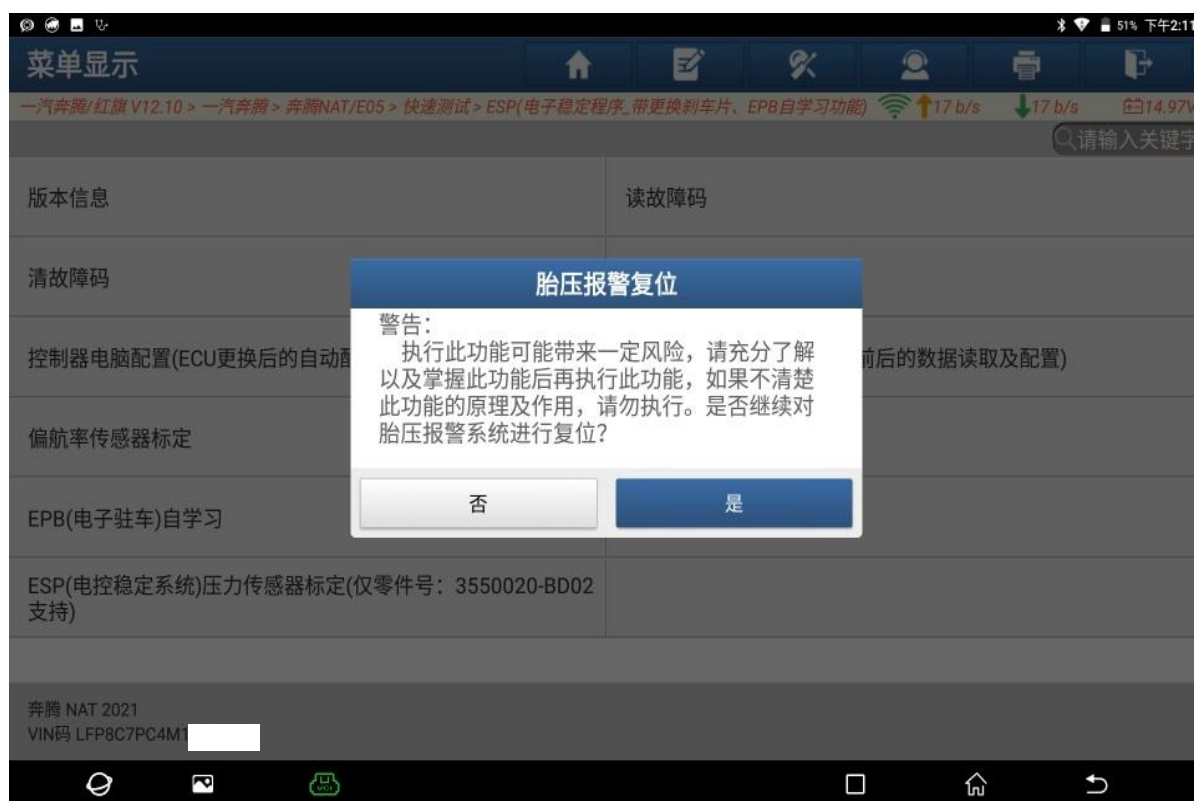 51% 下午2:11
菜单显示
一汽奔腾/红旗 V12.10 > 一汽奔腾 > 奔腾NAT/E05 > 快速测试 > ESP(电子稳定程序_带更换刹车片、EPB自学习功能) 17 b/s 17 b/s 14.97V
请输入关键字
版本信息
读故障码
清故障码
胎压报警复位
警告:
执行此功能可能带来一定风险，请充分了解
以及掌握此功能后再执行此功能，如果不清楚
此功能的原理及作用，请勿执行。是否继续对
胎压报警系统进行复位?
否
是
控制器电脑配置(ECU更换后的自动
前后的数据读取及配置)
偏航率传感器标定
EPB(电子驻车)自学习
ESP(电控稳定系统)压力传感器标定(仅零件号：3550020-BD02
支持)
奔腾 NAT 2021
VIN码 LFP8C7PC4M1
VCI